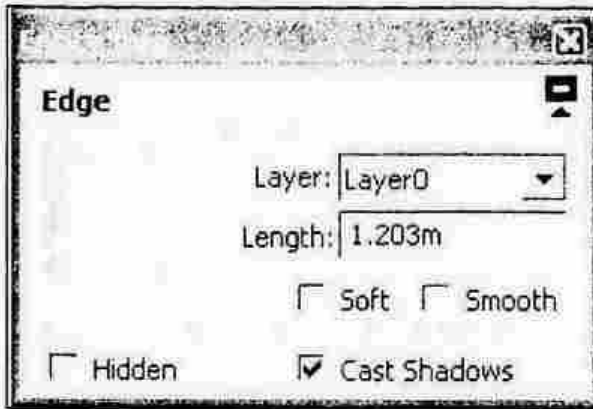 Edge
Layer: Layer0
Length: 1.203m
Soft Smooth
Hidden Cast Shadows